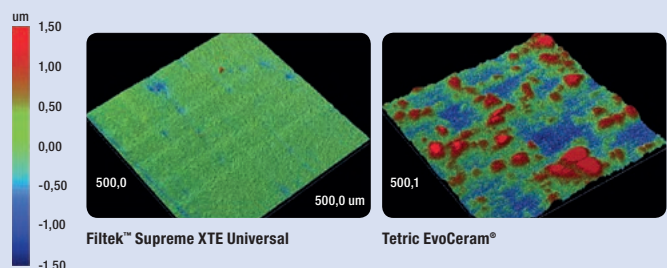 um
1,50
1,00
0,50
0,00
-0,50
-1,00
-1,50
500,0
500,0 um
Filtek™ Supreme XTE Universal
500,1
Tetric EvoCeram®